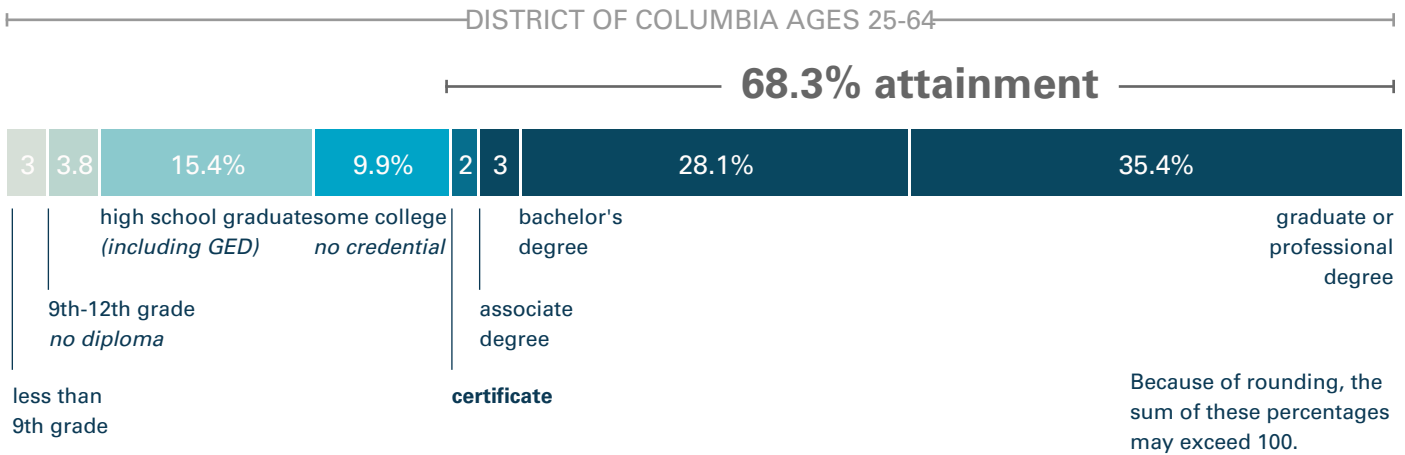 DISTRICT OF COLUMBIA AGES 25-64
68.3% attainment
3 3.8 15.4% 9.9% 2 3 28.1% 35.4%
high school graduate
(including GED)
some college
no credential
bachelor's
degree
graduate or
professional
degree
9th-12th grade
no diploma
associate
degree
less than
9th grade
certificate
Because of rounding, the
sum of these percentages
may exceed 100.